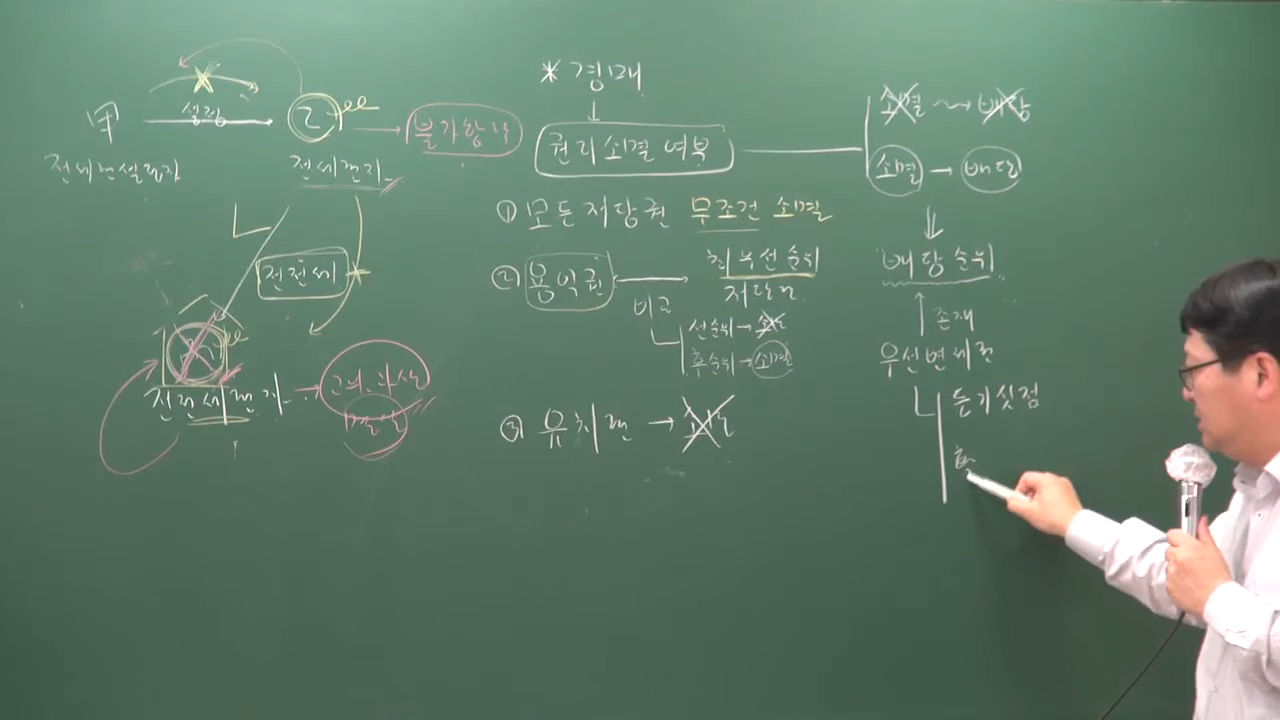 甲
설정
乙
불가항력
전세권설정자
전세권자
전전세
丙
전전세권자
* 경매
↓
권리소멸여부
① 모든저당권 무조건 소멸
② 용익권
최우선순위
저당권
비교
선순위 → 소멸
후순위 → 소멸
③ 유치권 → 소멸
소멸 배당
소멸 → 배당
배당순위
↑ 존재
우선변제권
등기시점